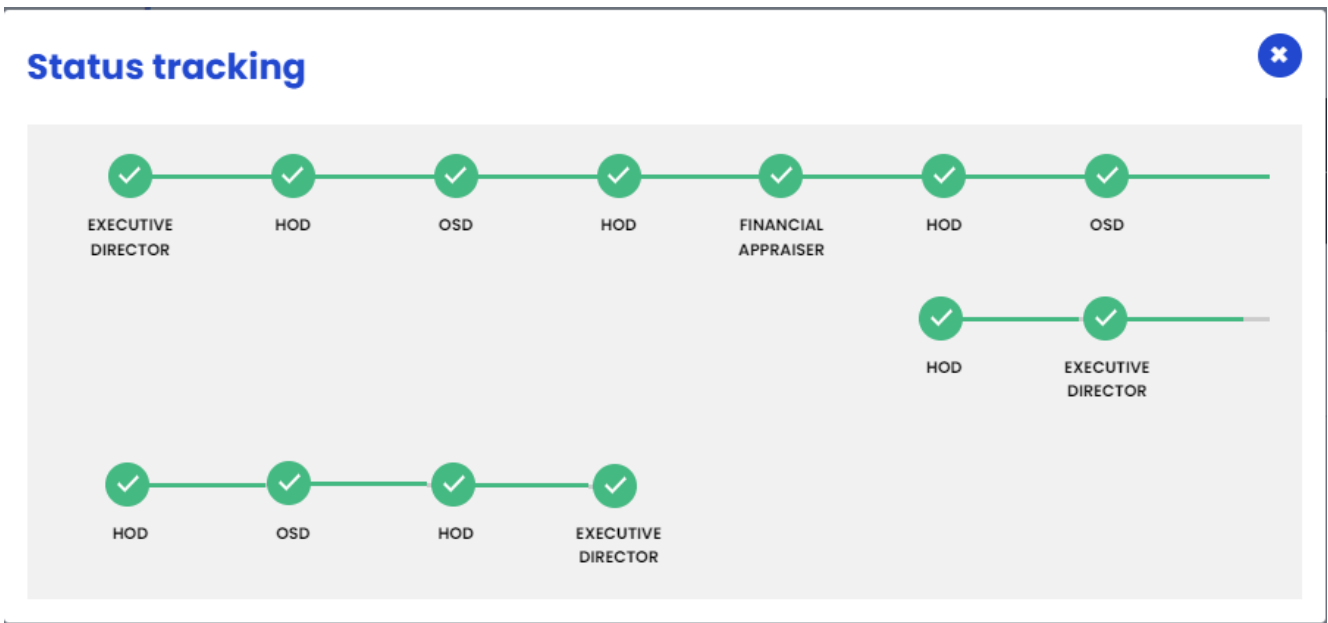 Status tracking
EXECUTIVE HOD OSD HOD FINANCIAL HOD OSD
DIRECTOR APPRAISER
HOD EXECUTIVE
DIRECTOR
HOD OSD HOD EXECUTIVE
DIRECTOR